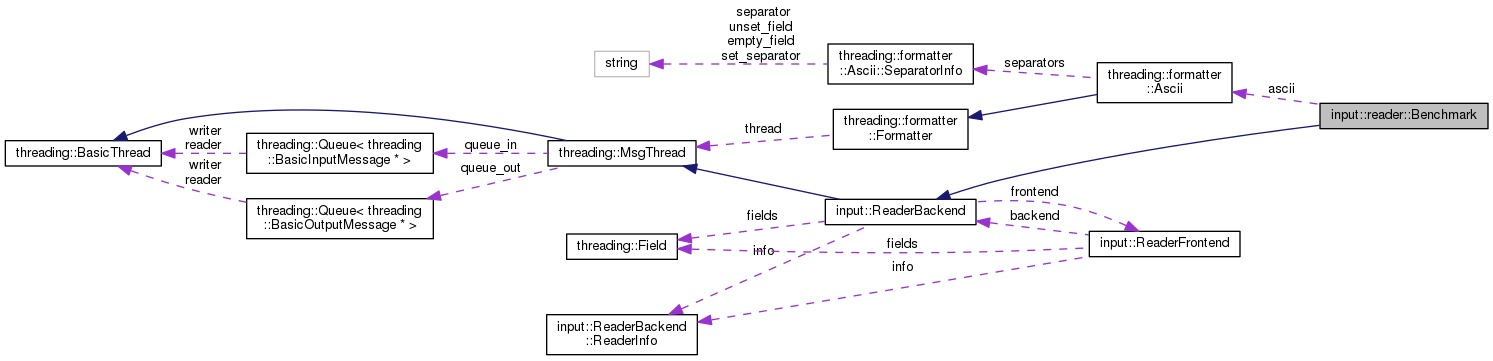 separator
unset_field
empty_field
set_separator
string
threading::formatter
::Ascii::SeparatorInfo
separators
threading::formatter
::Ascii
ascii
input::reader::Benchmark
threading::BasicThread
writer
reader
threading::Queue< threading
::BasicInputMessage * >
queue_in
threading::MsgThread
thread
threading::formatter
::Formatter
writer
reader
threading::Queue< threading
::BasicOutputMessage * >
queue_out
input::ReaderBackend
frontend
backend
input::ReaderFrontend
fields
threading::Field
fields
info
info
input::ReaderBackend
::ReaderInfo